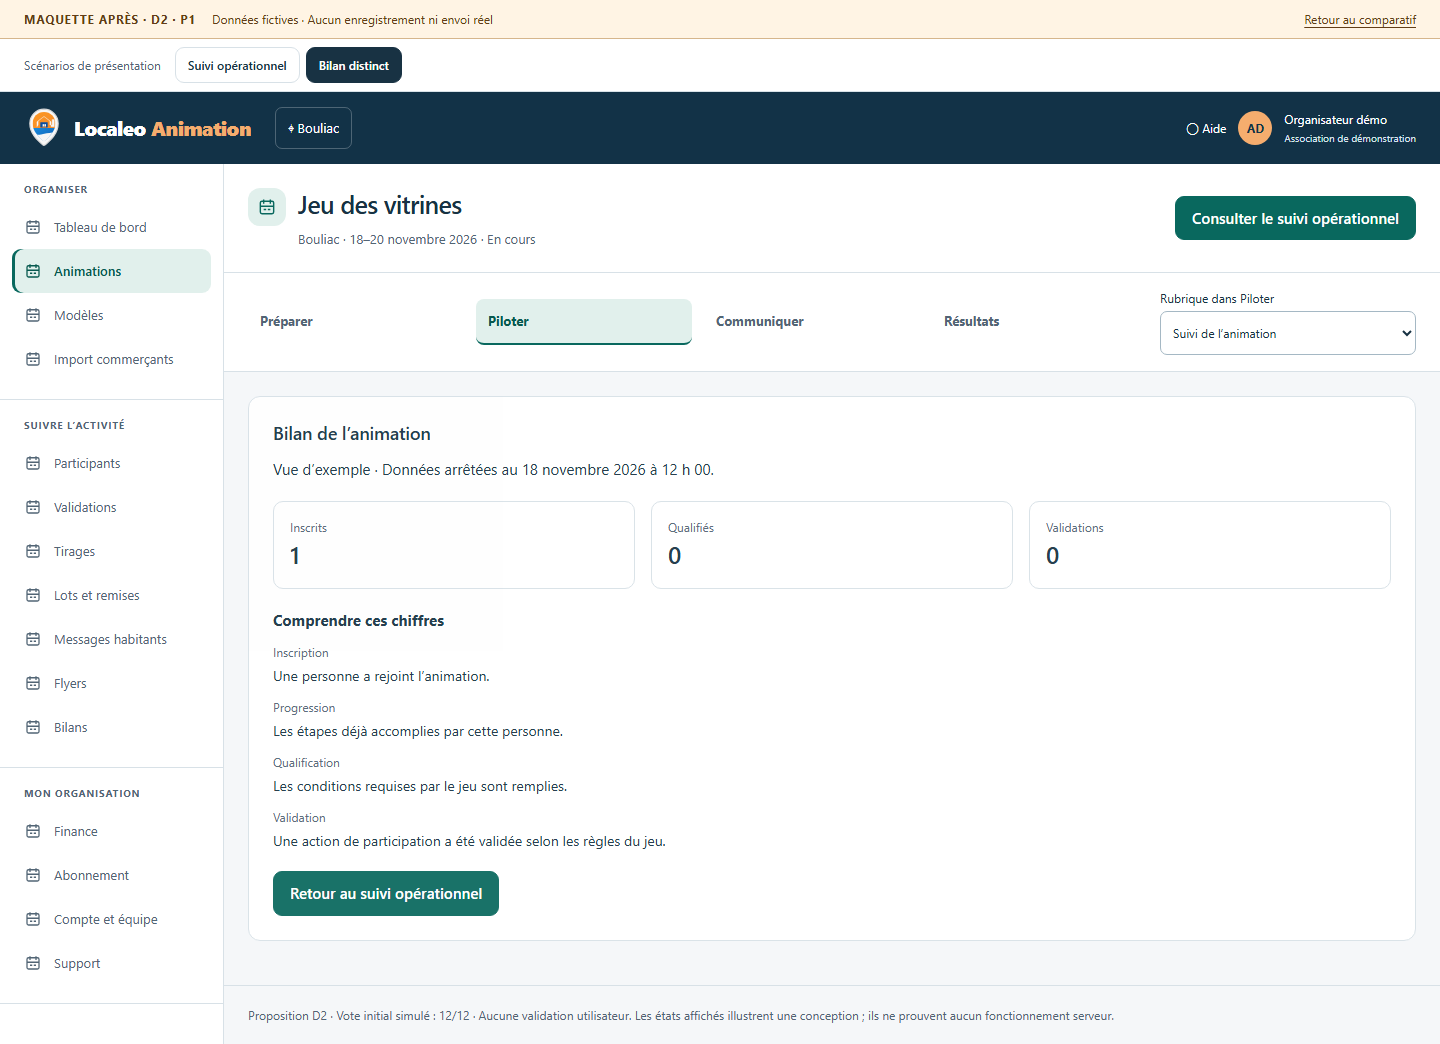 MAQUETTE APRÈS · D2 · P1
Données fictives · Aucun enregistrement ni envoi réel
Retour au comparatif
Scénarios de présentation
Suivi opérationnel
Bilan distinct
Localeo Animation
Bouliac
Aide
AD
Organisateur démo
Association de démonstration
ORGANISER
Tableau de bord
Animations
Modèles
Import commerçants
SUIVRE L’ACTIVITÉ
Participants
Validations
Tirages
Lots et remises
Messages habitants
Flyers
Bilans
MON ORGANISATION
Finance
Abonnement
Compte et équipe
Support
Jeu des vitrines
Bouliac · 18–20 novembre 2026 · En cours
Consulter le suivi opérationnel
Préparer
Piloter
Communiquer
Résultats
Rubrique dans Piloter
Suivi de l’animation
Bilan de l’animation
Vue d’exemple · Données arrêtées au 18 novembre 2026 à 12 h 00.
Inscrits
1
Qualifiés
0
Validations
0
Comprendre ces chiffres
Inscription
Une personne a rejoint l’animation.
Progression
Les étapes déjà accomplies par cette personne.
Qualification
Les conditions requises par le jeu sont remplies.
Validation
Une action de participation a été validée selon les règles du jeu.
Retour au suivi opérationnel
Proposition D2 · Vote initial simulé : 12/12 · Aucune validation utilisateur. Les états affichés illustrent une conception ; ils ne prouvent aucun fonctionnement serveur.